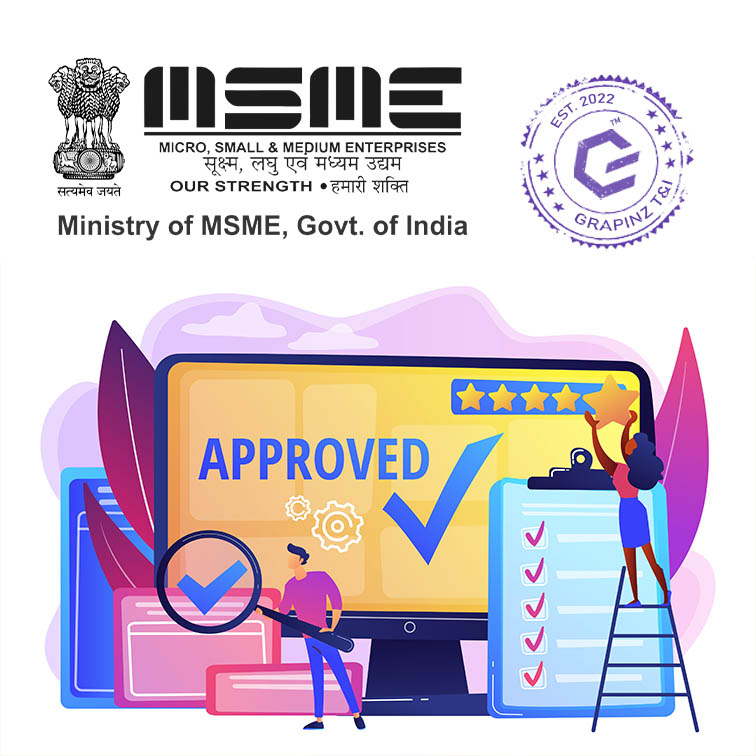 MSME
MICRO, SMALL & MEDIUM ENTERPRISES
सूक्ष्म, लघु एवं मध्यम उद्यम
OUR STRENGTH • हमारी शक्ति
सत्यमेव जयते
Ministry of MSME, Govt. of India
EST. 2022
TM
GRAPINZ T&I
APPROVED